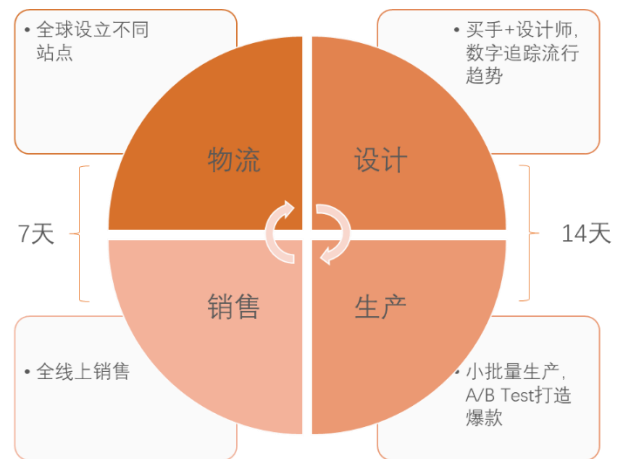 • 全球设立不同
站点
• 买手+设计师,
数字追踪流行
趋势
物流
设计
7天
14天
销售
生产
• 全线上销售
• 小批量生产,
A/B Test打造
爆款